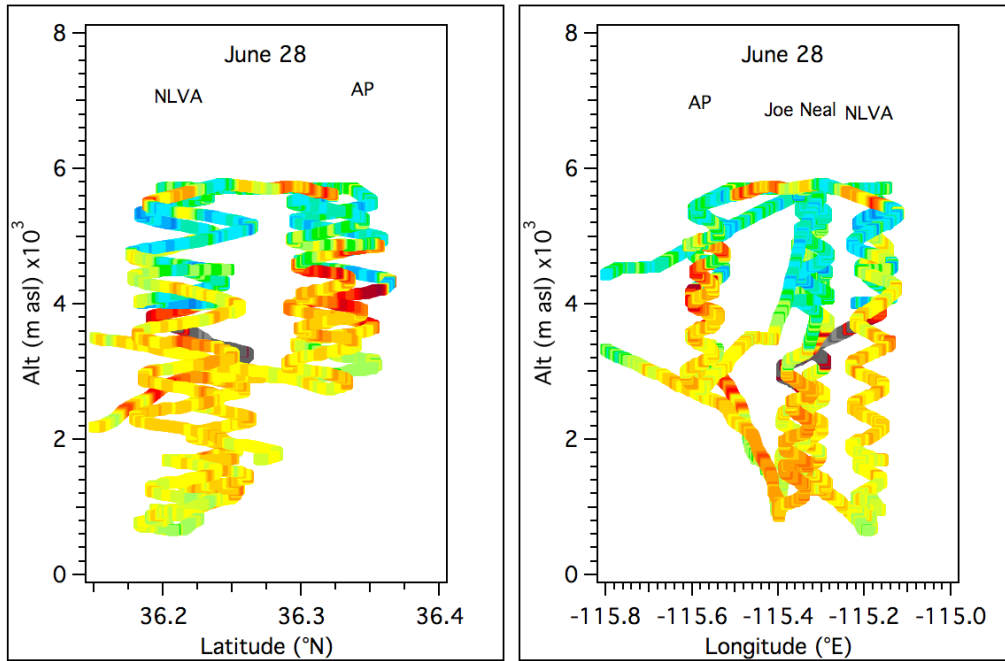 8
June 28
NLVA
AP
6
4
2
0
Alt (m asl) x10³
36.2
36.3
36.4
Latitude (°N)
8
June 28
AP
Joe Neal
NLVA
6
4
2
0
Alt (m asl) x10³
-115.8
-115.6
-115.4
-115.2
-115.0
Longitude (°E)